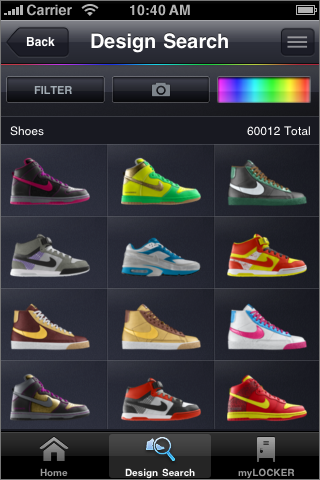 Carrier 10:40 AM
Back Design Search
FILTER
Shoes 60012 Total
Home Design Search myLOCKER